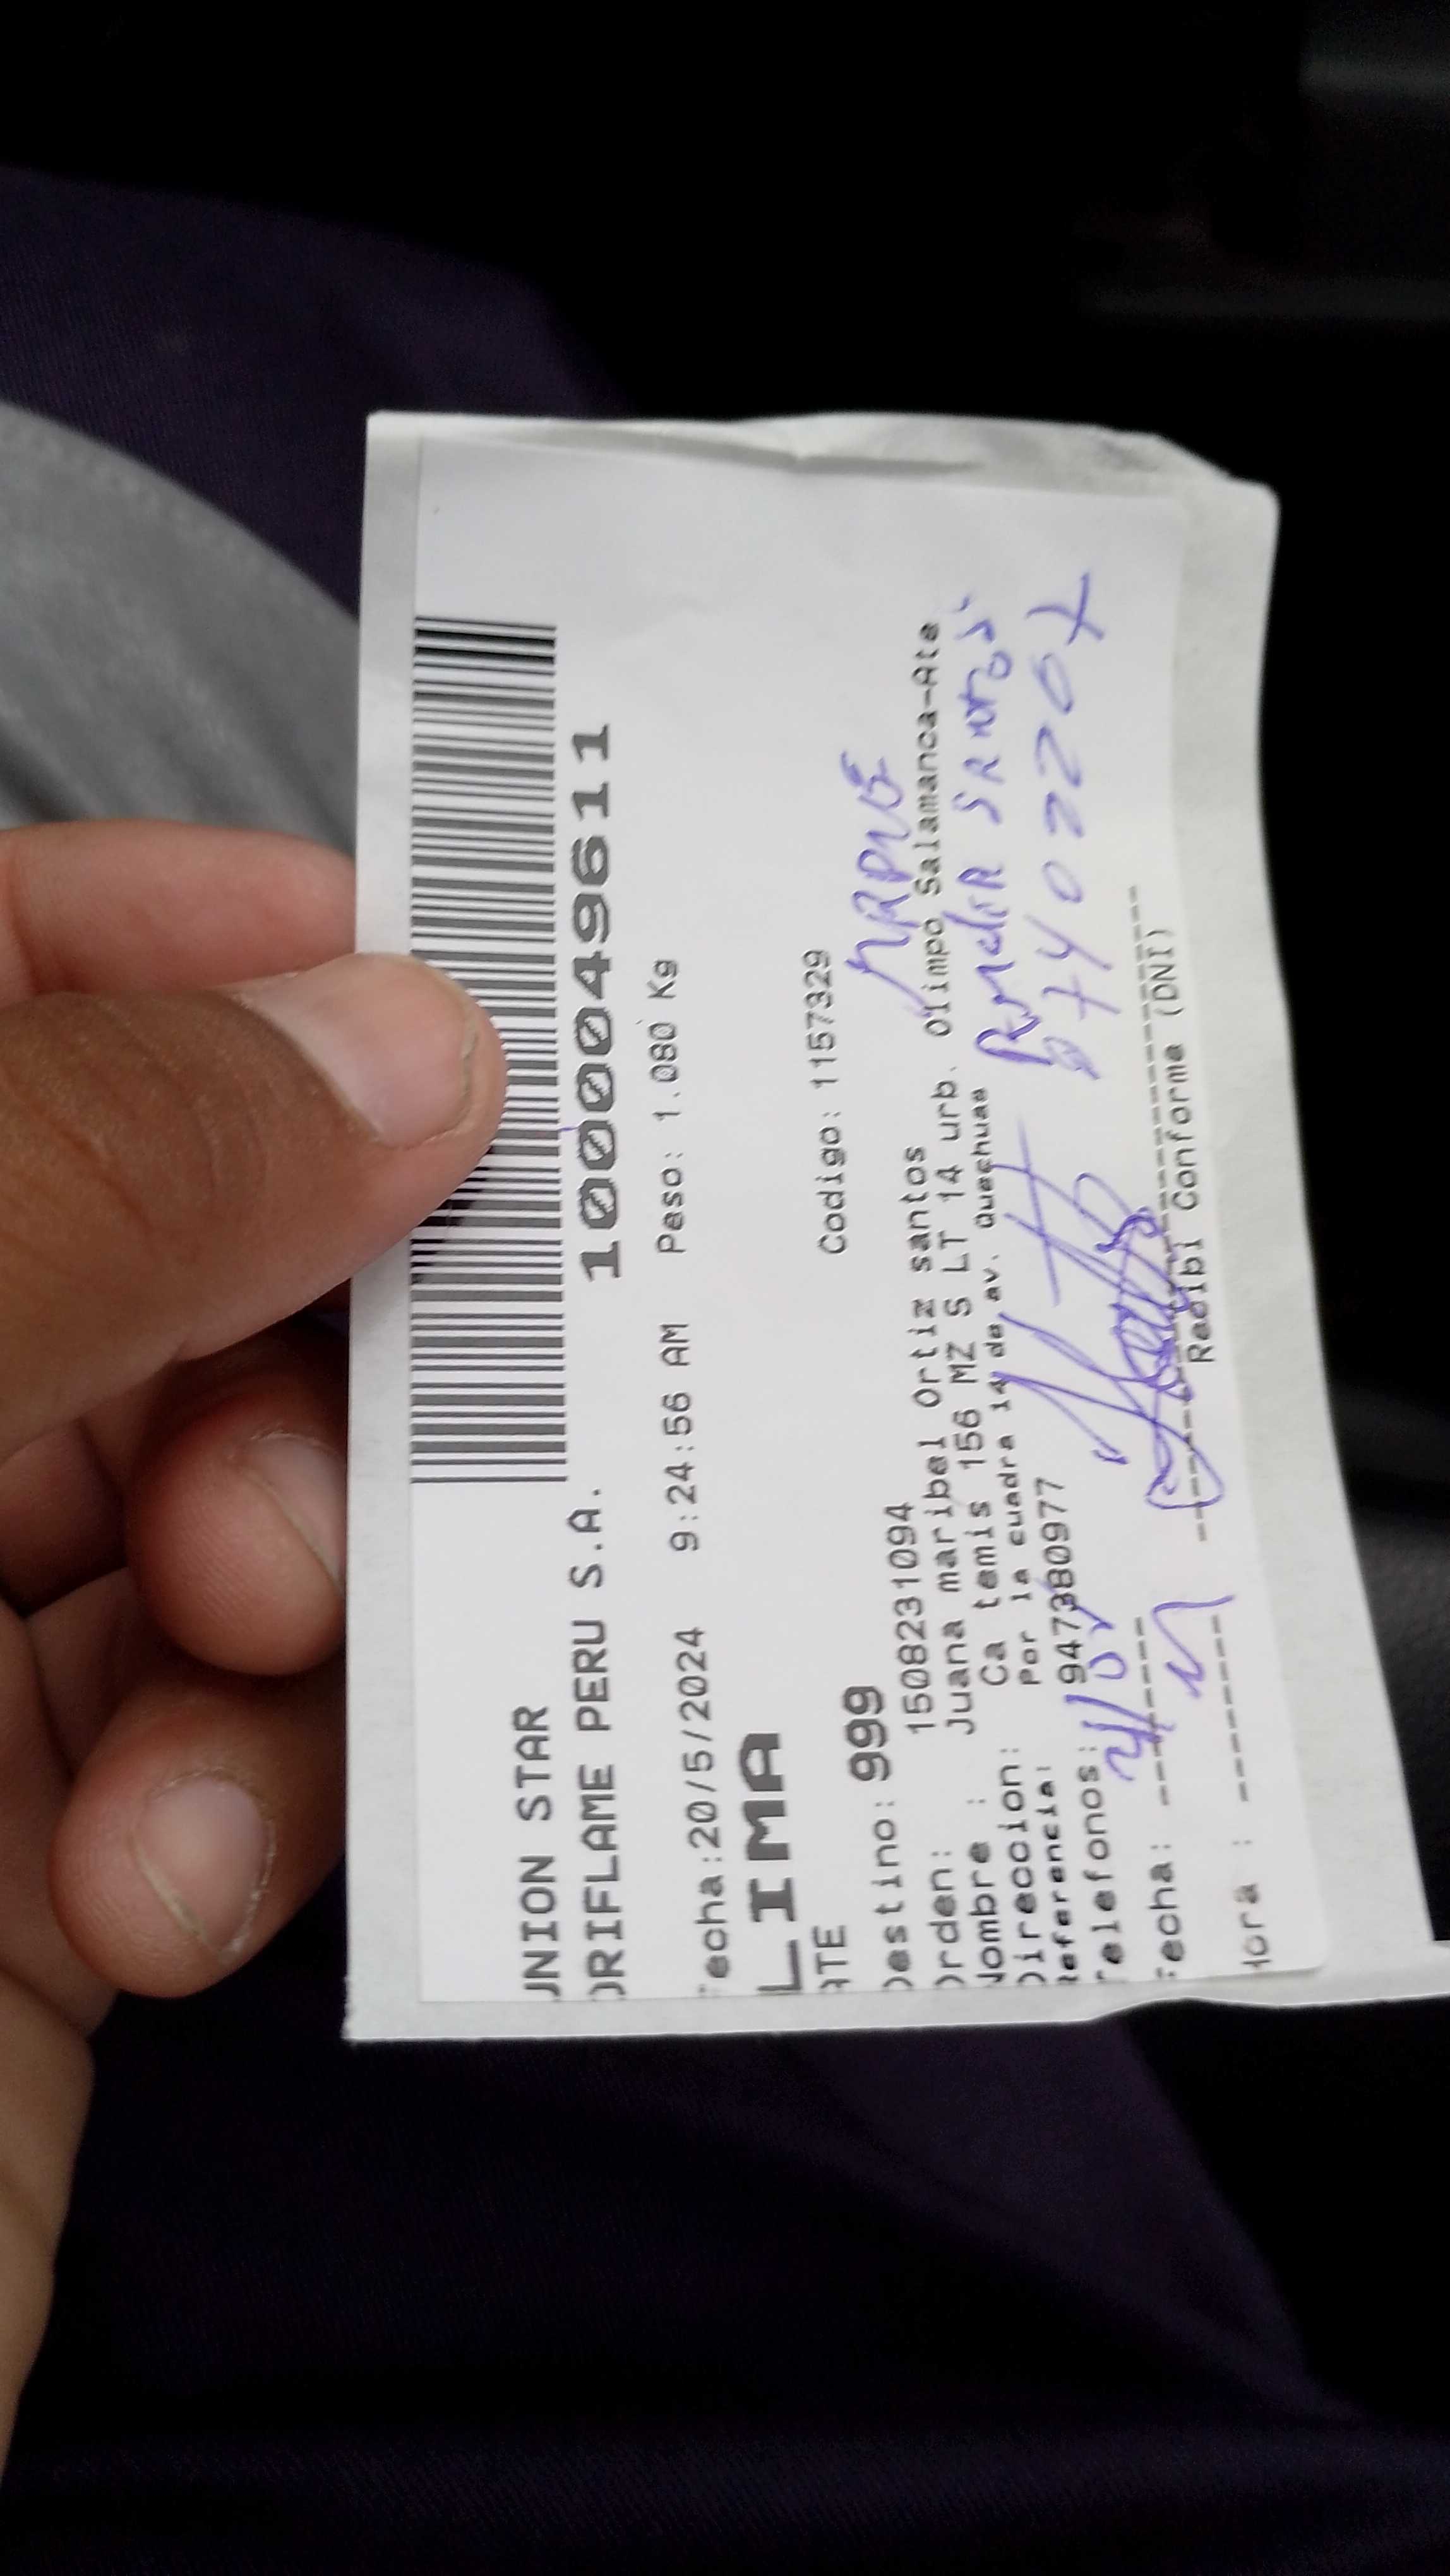 UNION STAR
ORIFLAME PERU S.A.
1000049611
Fecha:20/5/2024 9:24:56 AM Peso: 1.080 Kg
LIMA
ATE
Codigo: 1157329
Destino: 999
Orden: 1508231094
Nombre : Juana maribel Ortiz santos
Direccion: Ca temis 156 MZ S LT 14 urb. Olimpo Salamanca-Ate
Referencia: Por la cuadra 14 de av. Quechuas
Telefonos: 947380977
Fecha:
Hora :
Recibi Conforme (DNI)